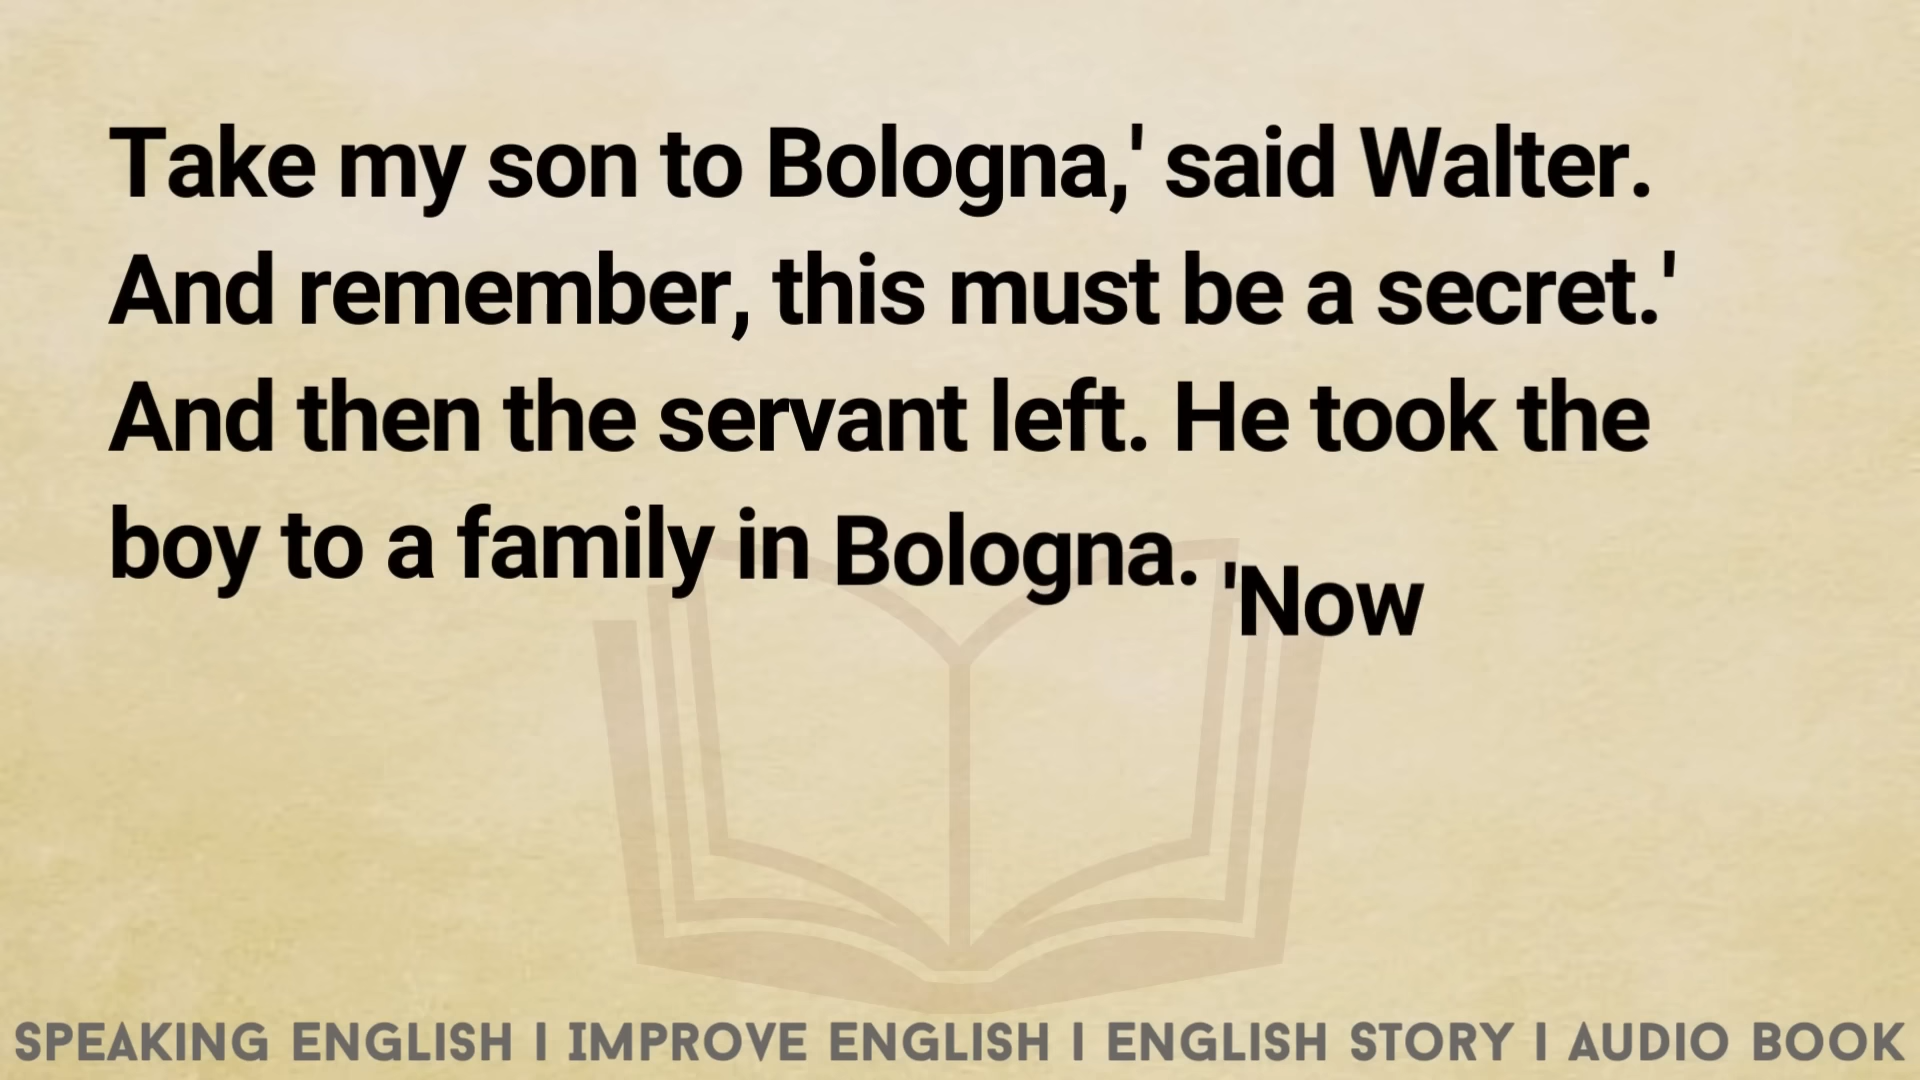 Take my son to Bologna,' said Walter.
And remember, this must be a secret.'
And then the servant left. He took the
boy to a family in Bologna. 'Now
SPEAKING ENGLISH | IMPROVE ENGLISH | ENGLISH STORY | AUDIO BOOK